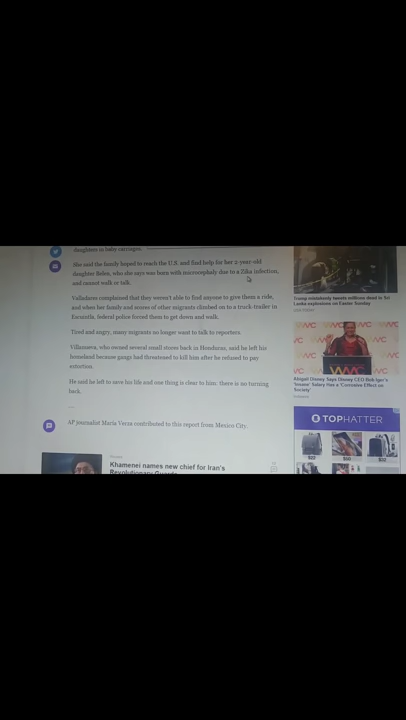 daughters in baby carriages.
She said the family hoped to reach the U.S. and find help for her 2-year-old
daughter Belen, who she says was born with microcephaly due to a Zika infection,
and cannot walk or talk.
Valladares complained that they weren't able to find anyone to give them a ride,
and when her family and scores of other migrants climbed on to a truck-trailer in
Escuintla, federal police forced them to get down and walk.
Tired and angry, many migrants no longer want to talk to reporters.
Villanueva, who owned several small stores back in Honduras, said he left his
homeland because gangs had threatened to kill him after he refused to pay
extortion.
He said he left to save his life and one thing is clear to him: there is no turning
back.
AP journalist María Verza contributed to this report from Mexico City.
Khamenei names new chief for Iran's
Revolutionary Guards
Trump mistakenly tweets millions dead in Sri
Lanka explosions on Easter Sunday
WMC
Abigail Disney Says Disney CEO Bob Iger's
'Insane' Salary Has a 'Corrosive Effect on
Society'
TOPHATTER